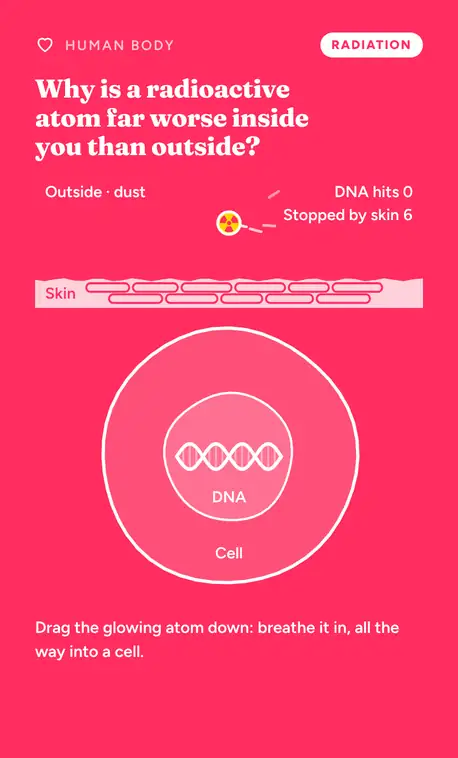 HUMAN BODY
RADIATION
Why is a radioactive
atom far worse inside
you than outside?
Outside · dust
DNA hits 0
Stopped by skin 6
Skin
DNA
Cell
Drag the glowing atom down: breathe it in, all the
way into a cell.